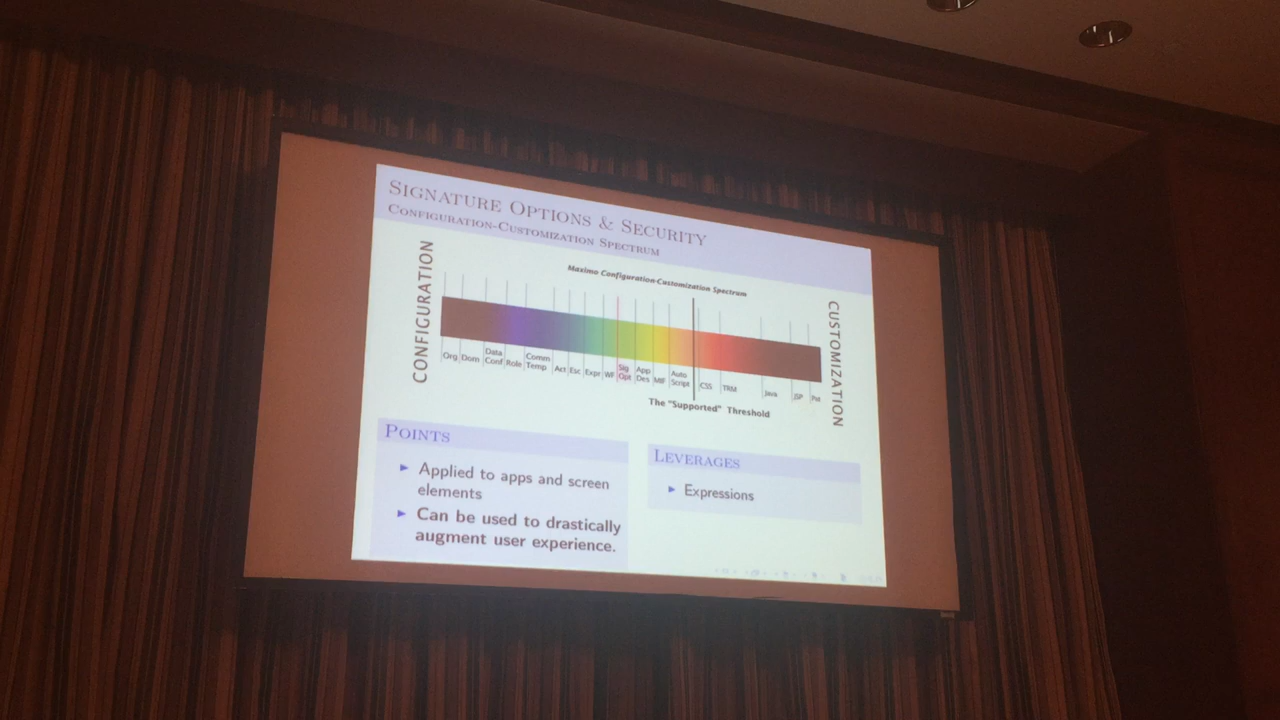 SIGNATURE OPTIONS & SECURITY
CONFIGURATION-CUSTOMIZATION SPECTRUM
CONFIGURATION
Maximo Configuration-Customization Spectrum
CUSTOMIZATION
Org Dom Data Conf Role Comm Temp Act Esc Expr WF Sig Opt App Des MIF Auto Script CSS TRM Java JSP
The "Supported" Threshold
POINTS
Applied to apps and screen
elements
Can be used to drastically
augment user experience.
LEVERAGES
Expressions